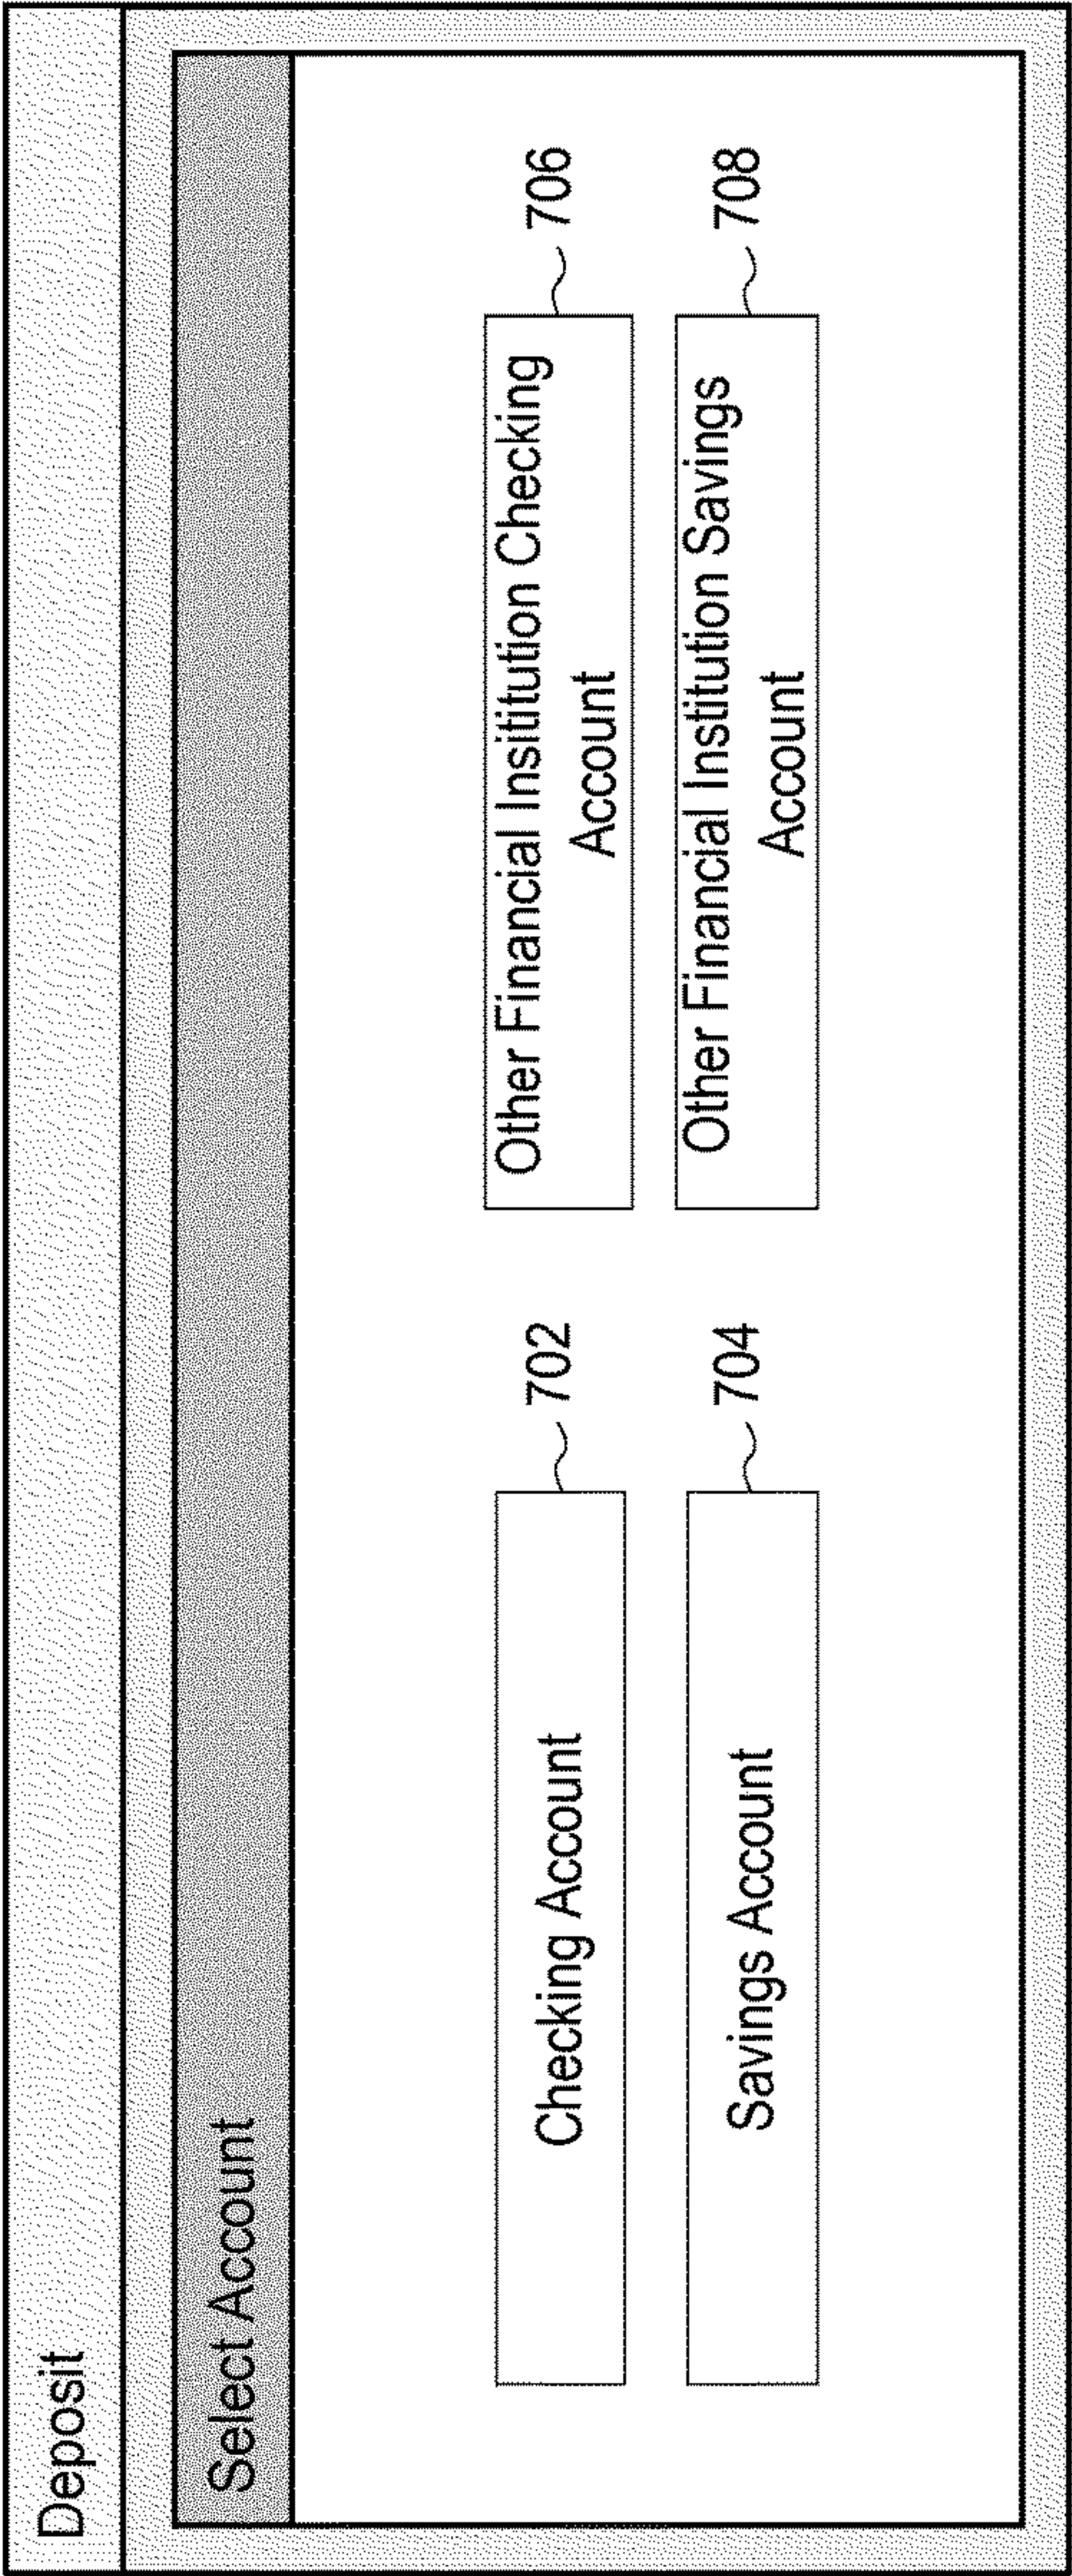 Deposit
Select Account
Checking Account
702
Other Financial Insititution Checking
Account
706
Savings Account
704
Other Financial Institution Savings
Account
708